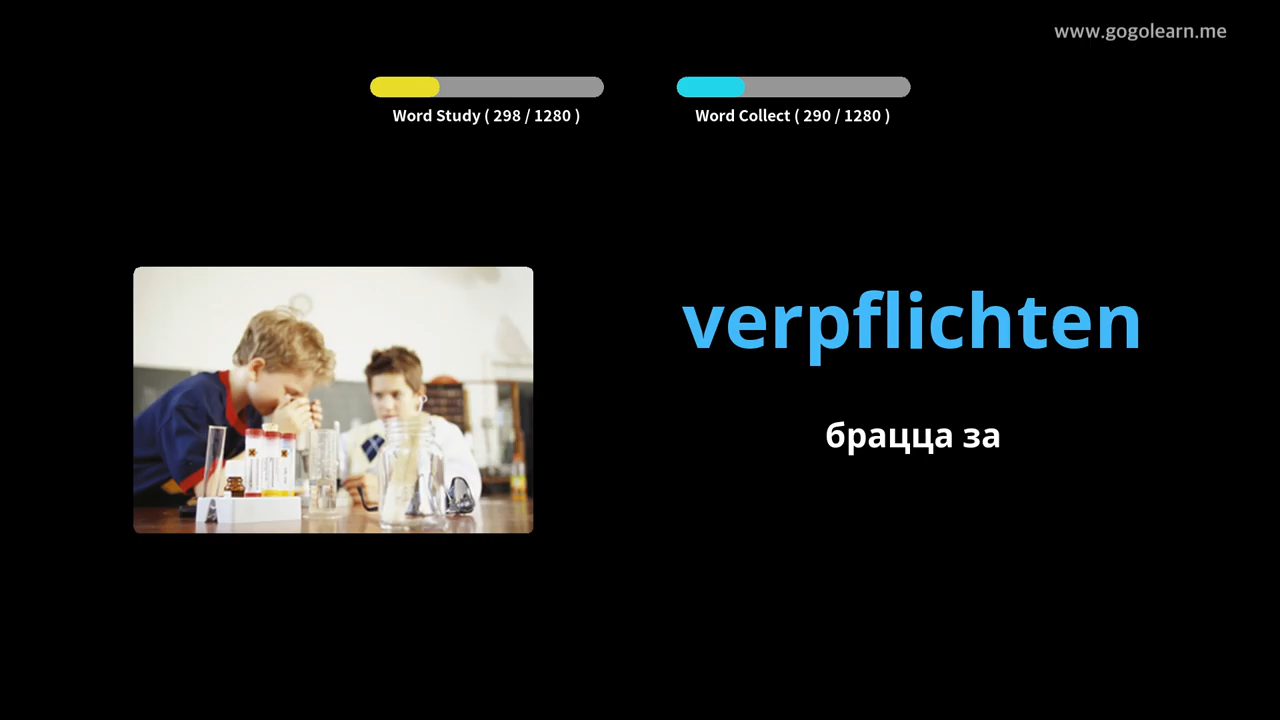 www.gogolearn.me
Word Study ( 298 / 1280 )
Word Collect ( 290 / 1280 )
verpflichten
брацца за